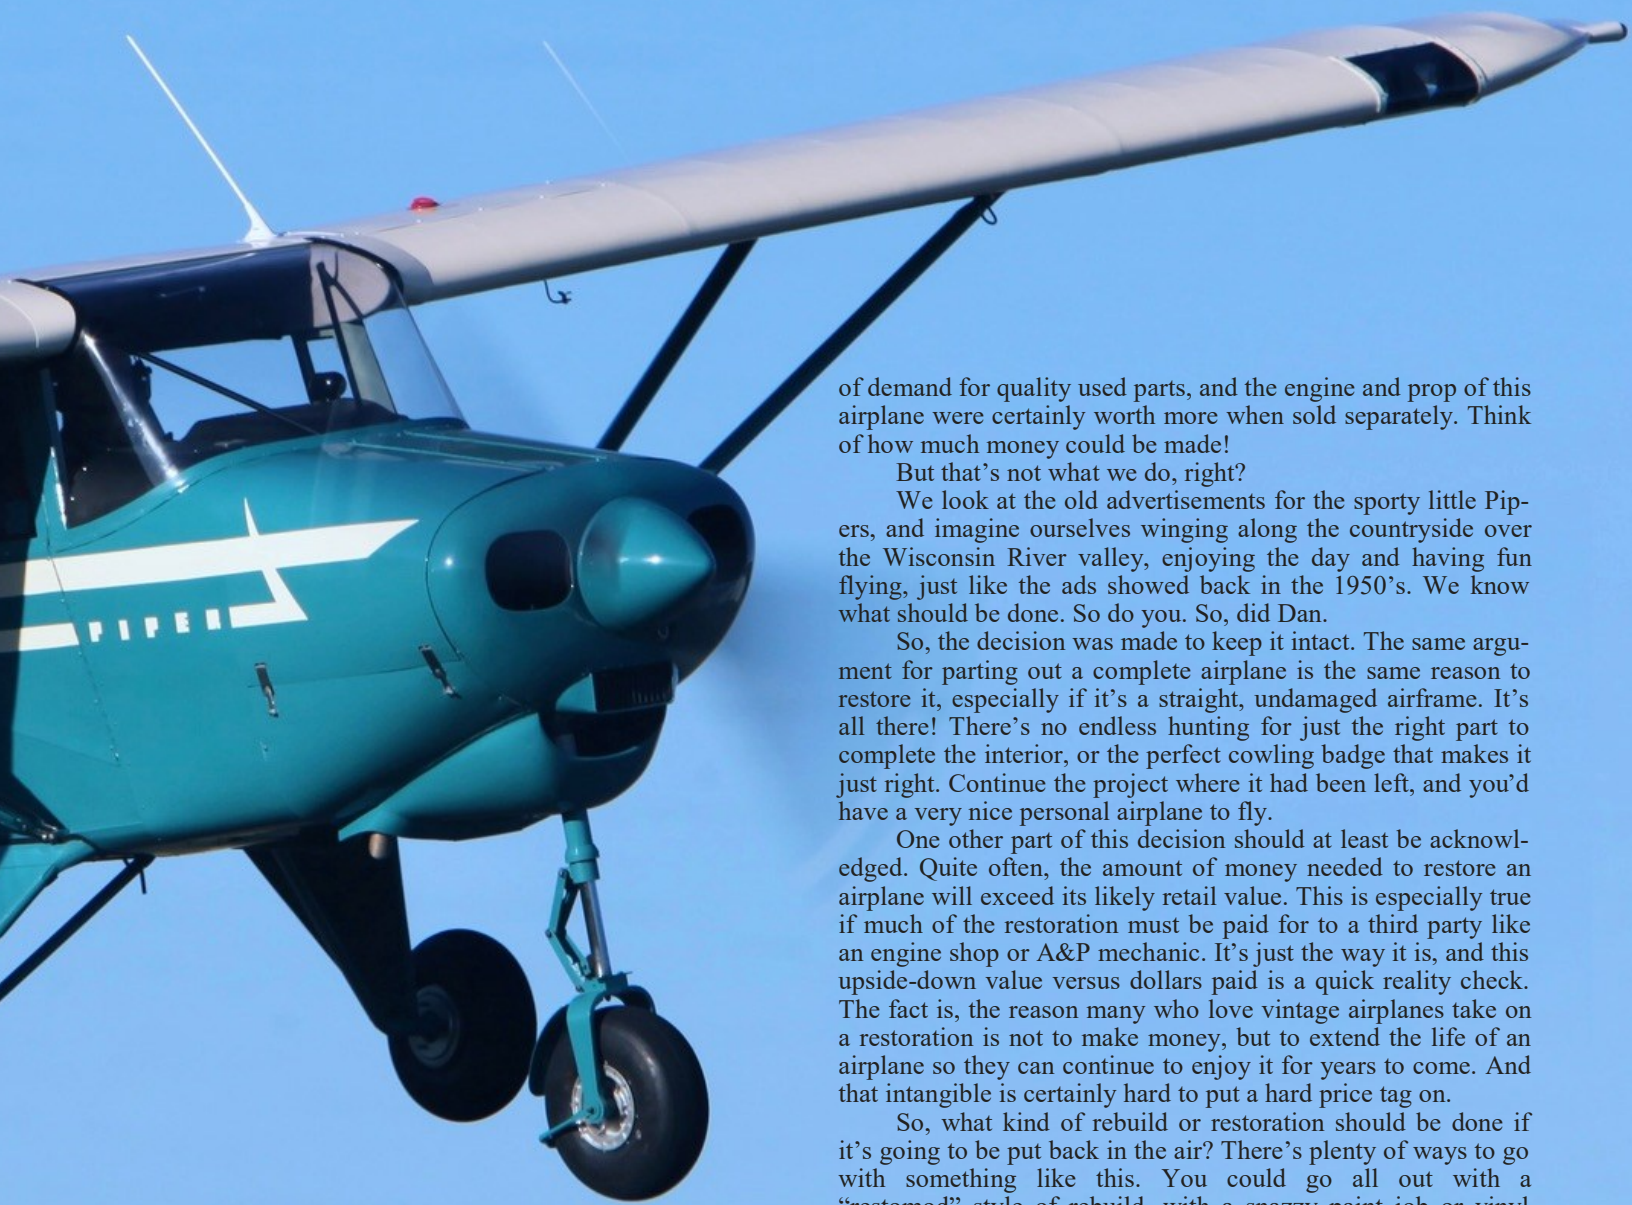 PIPER
of demand for quality used parts, and the engine and prop of this
airplane were certainly worth more when sold separately. Think
of how much money could be made!
But that’s not what we do, right?
We look at the old advertisements for the sporty little Pip-
ers, and imagine ourselves winging along the countryside over
the Wisconsin River valley, enjoying the day and having fun
flying, just like the ads showed back in the 1950’s. We know
what should be done. So do you. So, did Dan.
So, the decision was made to keep it intact. The same argu-
ment for parting out a complete airplane is the same reason to
restore it, especially if it’s a straight, undamaged airframe. It’s
all there! There’s no endless hunting for just the right part to
complete the interior, or the perfect cowling badge that makes it
just right. Continue the project where it had been left, and you’d
have a very nice personal airplane to fly.
One other part of this decision should at least be acknowl-
edged. Quite often, the amount of money needed to restore an
airplane will exceed its likely retail value. This is especially true
if much of the restoration must be paid for to a third party like
an engine shop or A&P mechanic. It’s just the way it is, and this
upside-down value versus dollars paid is a quick reality check.
The fact is, the reason many who love vintage airplanes take on
a restoration is not to make money, but to extend the life of an
airplane so they can continue to enjoy it for years to come. And
that intangible is certainly hard to put a hard price tag on.
So, what kind of rebuild or restoration should be done if
it’s going to be put back in the air? There’s plenty of ways to go
with something like this. You could go all out with a
“restomod” style of rebuild, with a snazzy paint job or vinyl